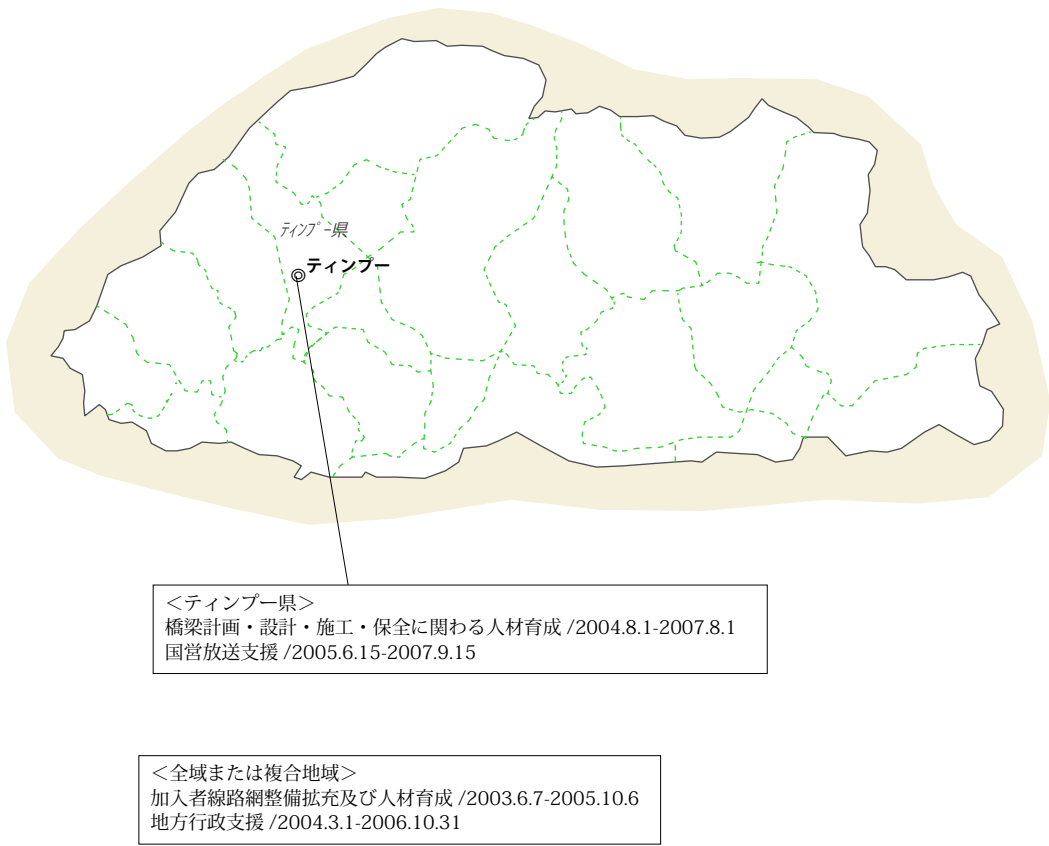 ティンプー県
ティンプー
＜ティンプー県＞
橋梁計画・設計・施工・保全に関わる人材育成 /2004.8.1-2007.8.1
国営放送支援 /2005.6.15-2007.9.15
＜全域または複合地域＞
加入者線路網整備拡充及び人材育成 /2003.6.7-2005.10.6
地方行政支援 /2004.3.1-2006.10.31